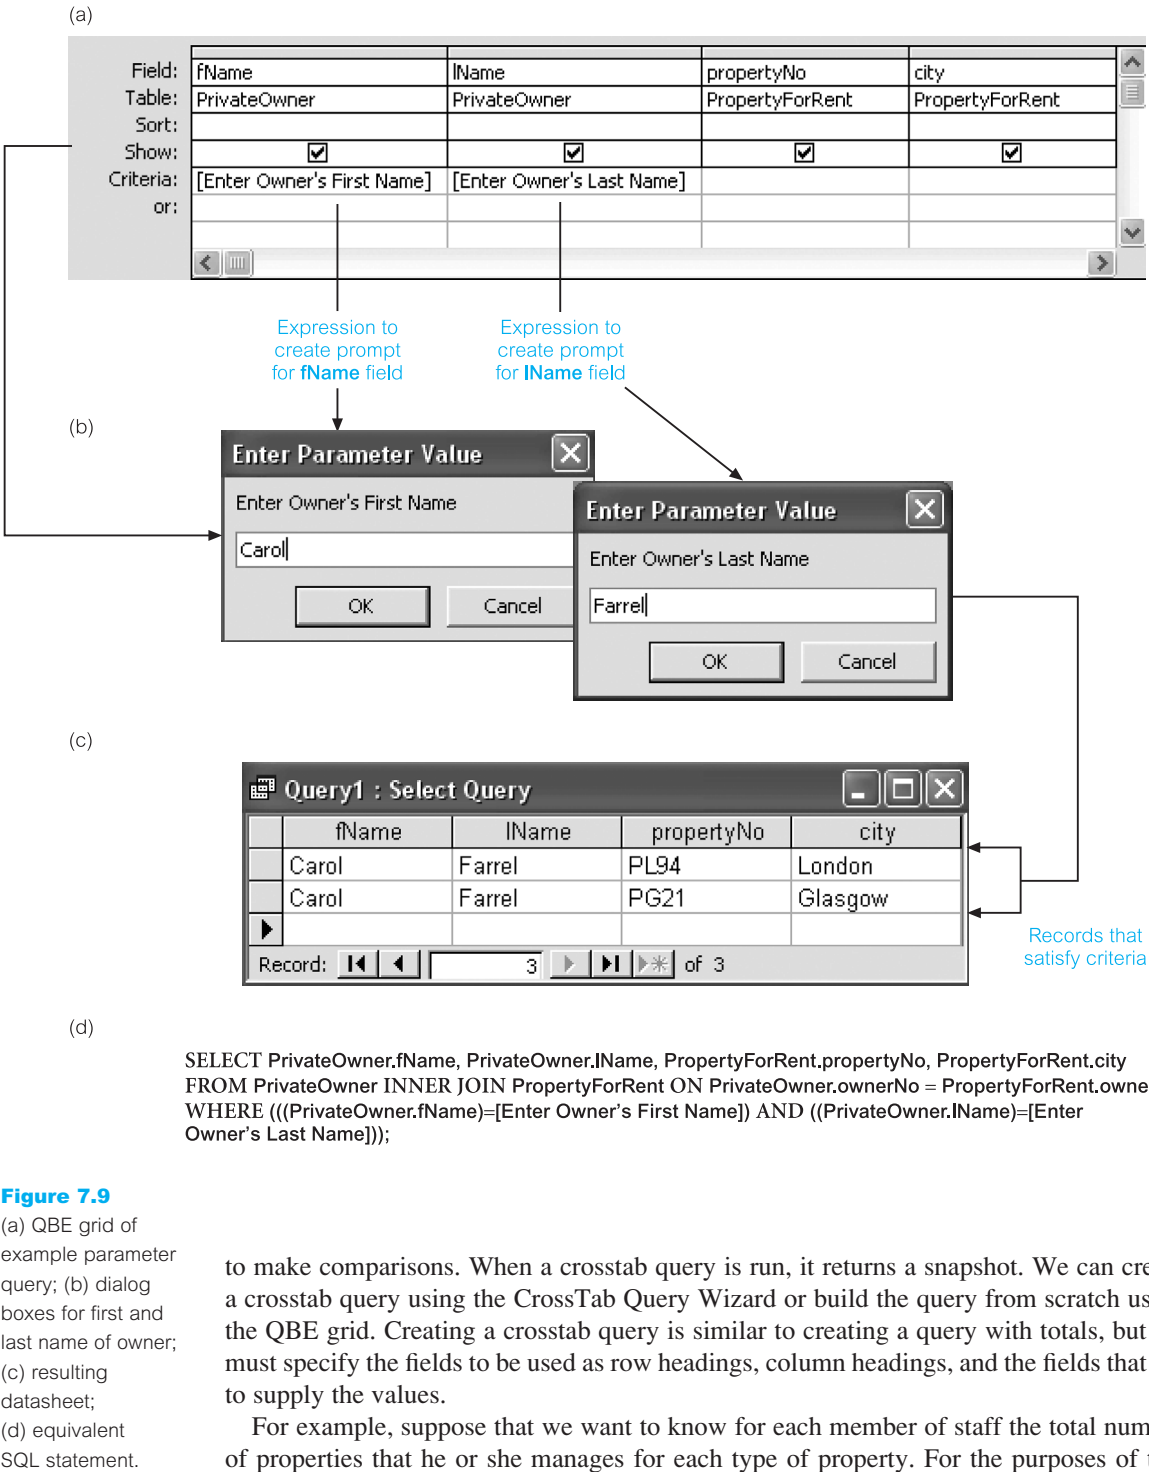 (a)
Field: fName lName propertyNo city
Table: PrivateOwner PrivateOwner PropertyForRent PropertyForRent
Sort:
Show:
Criteria: [Enter Owner's First Name] [Enter Owner's Last Name]
or:
Expression to
create prompt
for fName field
Expression to
create prompt
for lName field
(b)
Enter Parameter Value
Enter Owner's First Name
Carol
OK Cancel
Enter Parameter Value
Enter Owner's Last Name
Farrel
OK Cancel
(c)
Query1 : Select Query
fName lName propertyNo city
Carol Farrel PL94 London
Carol Farrel PG21 Glasgow
Record: 3 of 3
Records that
satisfy criteria
(d)
SELECT PrivateOwner.fName, PrivateOwner.lName, PropertyForRent.propertyNo, PropertyForRent.city
FROM PrivateOwner INNER JOIN PropertyForRent ON PrivateOwner.ownerNo = PropertyForRent.owne
WHERE (((PrivateOwner.fName)=[Enter Owner's First Name]) AND ((PrivateOwner.lName)=[Enter
Owner's Last Name]));
Figure 7.9
(a) QBE grid of
example parameter
query; (b) dialog
boxes for first and
last name of owner;
(c) resulting
datasheet;
(d) equivalent
SQL statement.
to make comparisons. When a crosstab query is run, it returns a snapshot. We can cre
a crosstab query using the CrossTab Query Wizard or build the query from scratch us
the QBE grid. Creating a crosstab query is similar to creating a query with totals, but
must specify the fields to be used as row headings, column headings, and the fields that
to supply the values.
For example, suppose that we want to know for each member of staff the total num
of properties that he or she manages for each type of property. For the purposes of